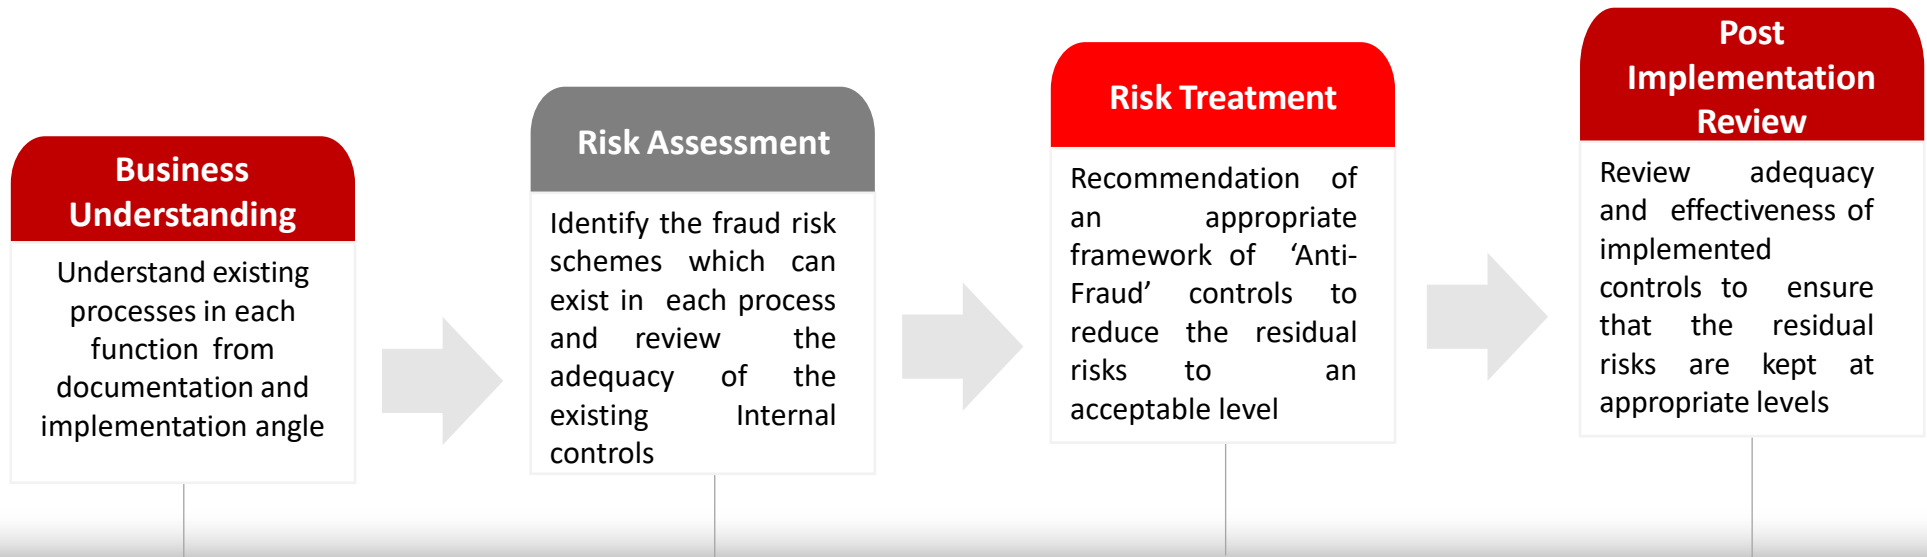 Business
Understanding
Understand existing
processes in each
function from
documentation and
implementation angle
Risk Assessment
Identify the fraud risk
schemes which can
exist in each process
and review the
adequacy of the
existing Internal
controls
Risk Treatment
Recommendation of
an appropriate
framework of ‘Anti-
Fraud’ controls to
reduce the residual
risks to an
acceptable level
Post
Implementation
Review
Review adequacy
and effectiveness of
implemented
controls to ensure
that the residual
risks are kept at
appropriate levels